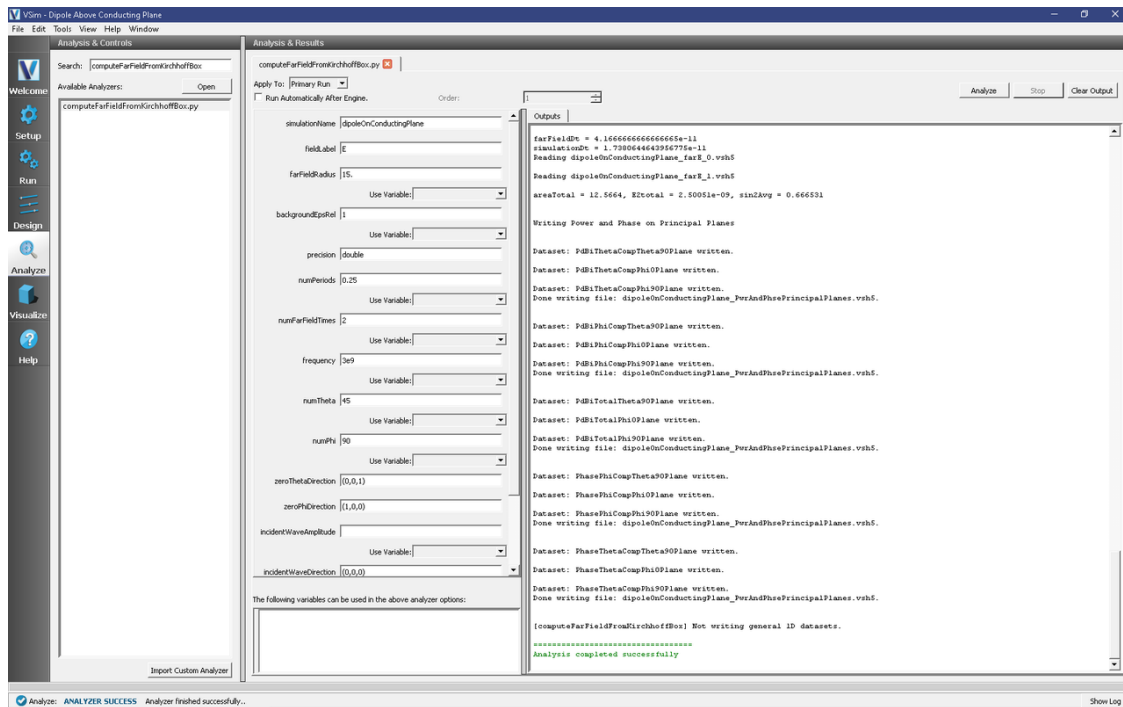 VSim - Dipole Above Conducting Plane
File Edit Tools View Help Window
Analysis & Controls
Analysis & Results
Welcome
Setup
Run
Design
Analyze
Visualize
Help
Search: computeFarFieldFromKirchhoffBox
Available Analyzers: Open
computeFarFieldFromKirchhoffBox.py
Import Custom Analyzer
computeFarFieldFromKirchhoffBox.py
Apply To: Primary Run
Run Automatically After Engine. Order: 1
Analyze Stop Clear Output
simulationName dipoleOnConductingPlane
fieldLabel E
farFieldRadius 15.
Use Variable:
backgroundEpsRel 1
Use Variable:
precision double
numPeriods 0.25
Use Variable:
numFarFieldTimes 2
Use Variable:
frequency 3e9
Use Variable:
numTheta 45
Use Variable:
numPhi 90
Use Variable:
zeroThetaDirection (0,0,1)
zeroPhiDirection (1,0,0)
incidentWaveAmplitude
Use Variable:
incidentWaveDirection (0,0,0)
The following variables can be used in the above analyzer options:
Outputs
farFieldDt = 4.1666666666666665e-11
simulationDt = 1.7380644643956775e-11
Reading dipoleOnConductingPlane_farE_0.vsh5
Reading dipoleOnConductingPlane_farE_1.vsh5
areaTotal = 12.5664, E2total = 2.50051e-09, sin2Avg = 0.666531
Writing Power and Phase on Principal Planes
Dataset: PdBiThetaCompTheta90Plane written.
Dataset: PdBiThetaCompPhi0Plane written.
Dataset: PdBiThetaCompPhi90Plane written.
Done writing file: dipoleOnConductingPlane_PwrAndPhsePrincipalPlanes.vsh5.
Dataset: PdBiPhiCompTheta90Plane written.
Dataset: PdBiPhiCompPhi0Plane written.
Dataset: PdBiPhiCompPhi90Plane written.
Done writing file: dipoleOnConductingPlane_PwrAndPhsePrincipalPlanes.vsh5.
Dataset: PdBiTotalTheta90Plane written.
Dataset: PdBiTotalPhi0Plane written.
Dataset: PdBiTotalPhi90Plane written.
Done writing file: dipoleOnConductingPlane_PwrAndPhsePrincipalPlanes.vsh5.
Dataset: PhasePhiCompTheta90Plane written.
Dataset: PhasePhiCompPhi0Plane written.
Dataset: PhasePhiCompPhi90Plane written.
Done writing file: dipoleOnConductingPlane_PwrAndPhsePrincipalPlanes.vsh5.
Dataset: PhaseThetaCompTheta90Plane written.
Dataset: PhaseThetaCompPhi0Plane written.
Dataset: PhaseThetaCompPhi90Plane written.
Done writing file: dipoleOnConductingPlane_PwrAndPhsePrincipalPlanes.vsh5.
[computeFarFieldFromKirchhoffBox] Not writing general 1D datasets.
=================================
Analysis completed successfully
Analyze: ANALYZER SUCCESS Analyzer finished successfully..
Show Log